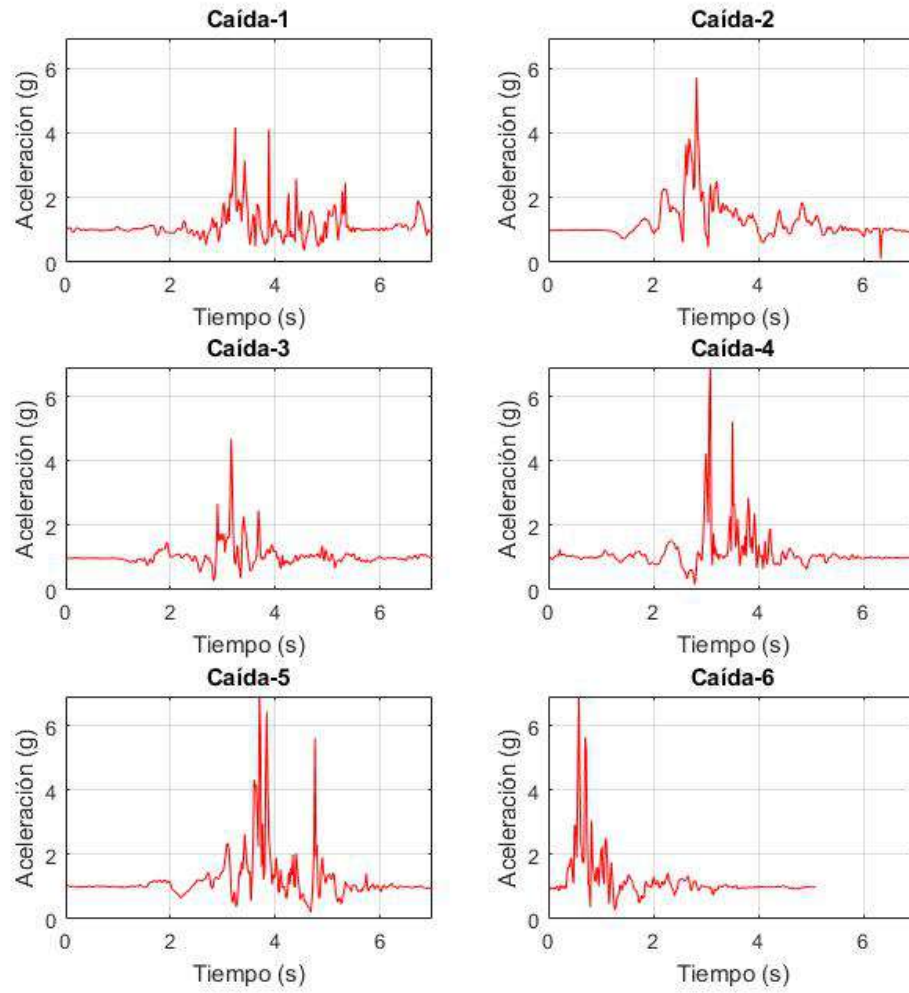 Caída-1
Aceleración (g)
6
4
2
0
0 2 4 6
Tiempo (s)
Caída-2
Aceleración (g)
6
4
2
0
0 2 4 6
Tiempo (s)
Caída-3
Aceleración (g)
6
4
2
0
0 2 4 6
Tiempo (s)
Caída-4
Aceleración (g)
6
4
2
0
0 2 4 6
Tiempo (s)
Caída-5
Aceleración (g)
6
4
2
0
0 2 4 6
Tiempo (s)
Caída-6
Aceleración (g)
6
4
2
0
0 2 4 6
Tiempo (s)